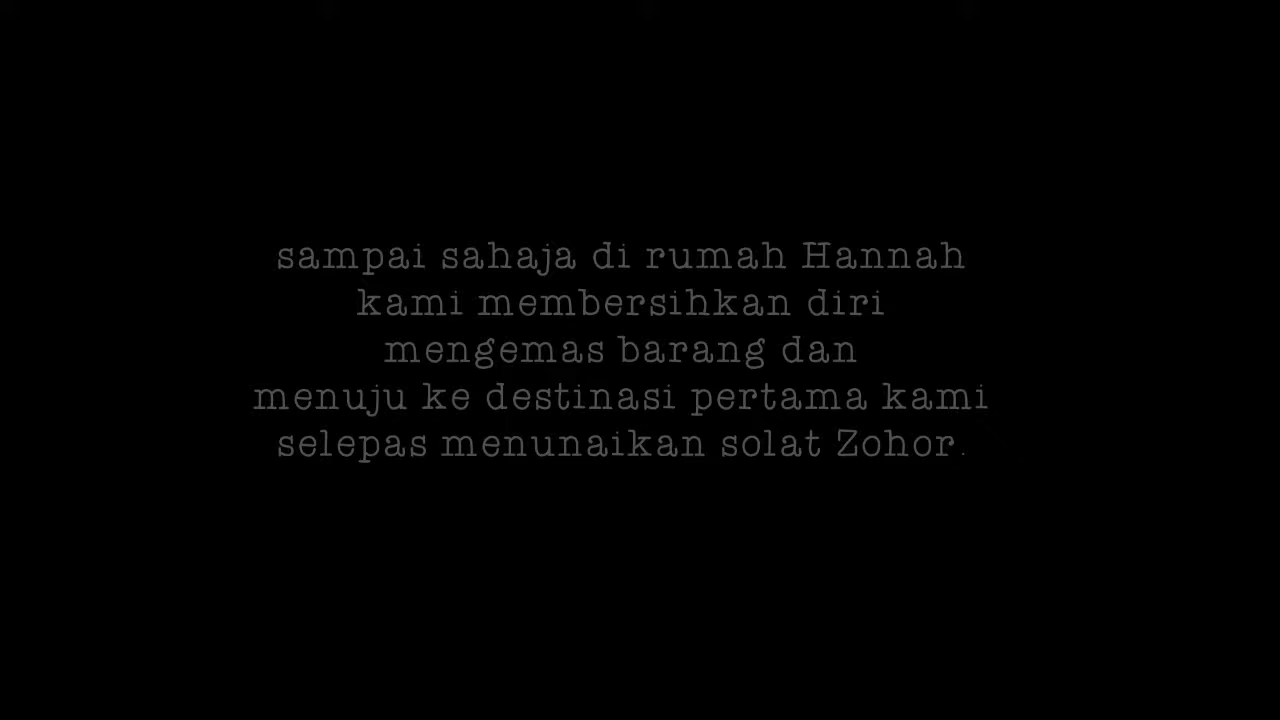 sampai sahaja di rumah Hannah
kami membersihkan diri
mengemas barang dan
menuju ke destinasi pertama kami
selepas menunaikan solat Zohor.